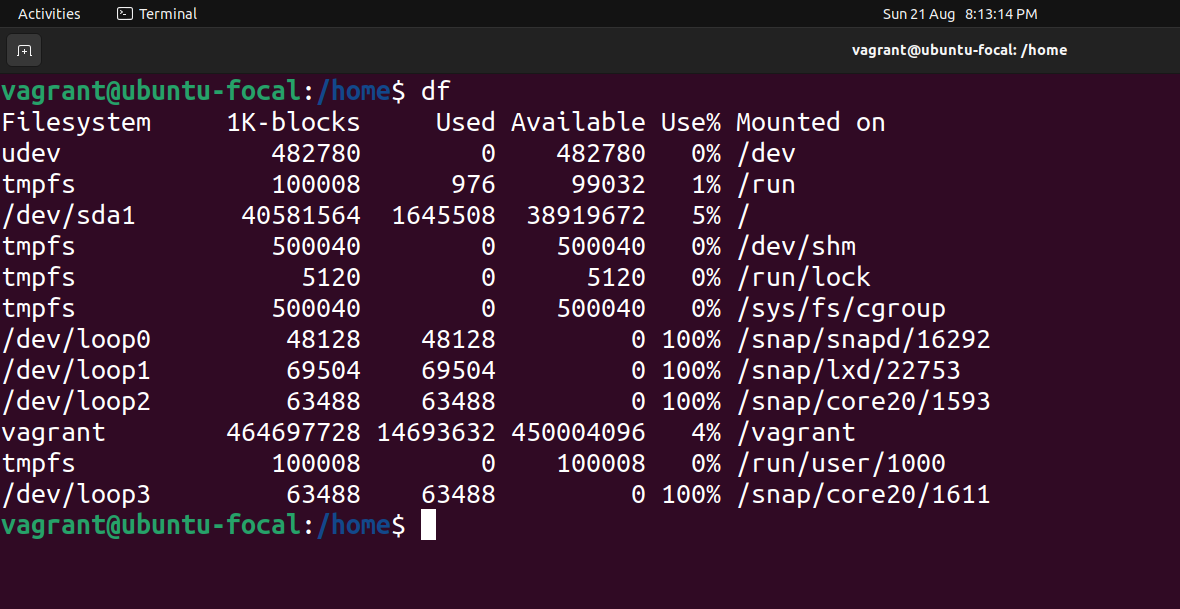 Activities Terminal Sun 21 Aug 8:13:14 PM
vagrant@ubuntu-focal: /home
vagrant@ubuntu-focal:/home$ df
Filesystem     1K-blocks     Used Available Use% Mounted on
udev              482780        0    482780   0% /dev
tmpfs             100008      976     99032   1% /run
/dev/sda1       40581564  1645508  38919672   5% /
tmpfs             500040        0    500040   0% /dev/shm
tmpfs               5120        0      5120   0% /run/lock
tmpfs             500040        0    500040   0% /sys/fs/cgroup
/dev/loop0         48128    48128         0 100% /snap/snapd/16292
/dev/loop1         69504    69504         0 100% /snap/lxd/22753
/dev/loop2         63488    63488         0 100% /snap/core20/1593
vagrant        464697728 14693632 450004096   4% /vagrant
tmpfs             100008        0    100008   0% /run/user/1000
/dev/loop3         63488    63488         0 100% /snap/core20/1611
vagrant@ubuntu-focal:/home$